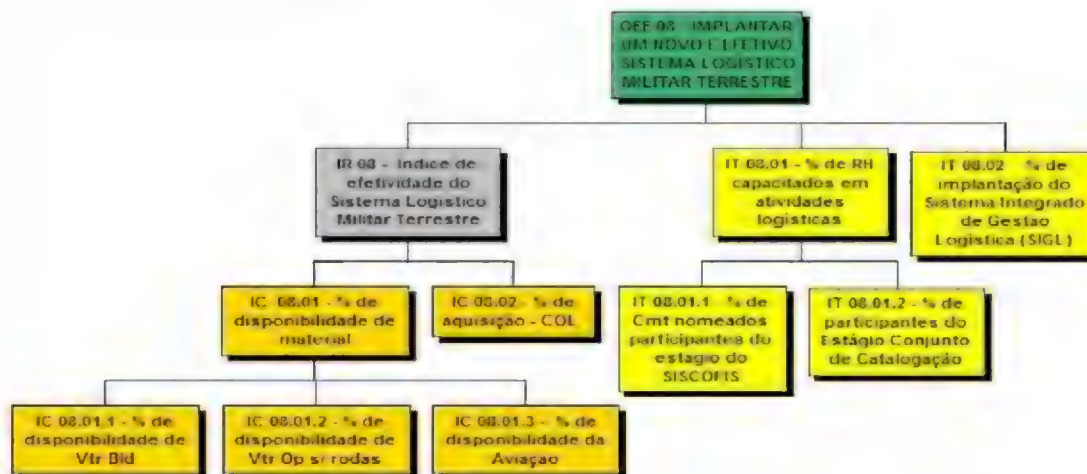 OEE 08 - IMPLANTAR
UM NOVO E EFETIVO
SISTEMA LOGÍSTICO
MILITAR TERRESTRE
IR 08 - Índice de
efetividade do
Sistema Logístico
Militar Terrestre
IT 08.01 - % de RH
capacitados em
atividades
logísticas
IT 08.02 - % de
implantação do
Sistema Integrado
de Gestão
Logística (SIGL)
IC 08.01 - % de
disponibilidade de
material
IC 08.02 - % de
aquisição - COL
IT 08.01.1 - % de
Cmt nomeados
participantes do
estágio do
SISCOFIS
IT 08.01.2 - % de
participantes do
Estágio Conjunto
de Catalogação
IC 08.01.1 - % de
disponibilidade de
Vtr Bld
IC 08.01.2 - % de
disponibilidade de
Vtr Op s/ rodas
IC 08.01.3 - % de
disponibilidade da
Aviação